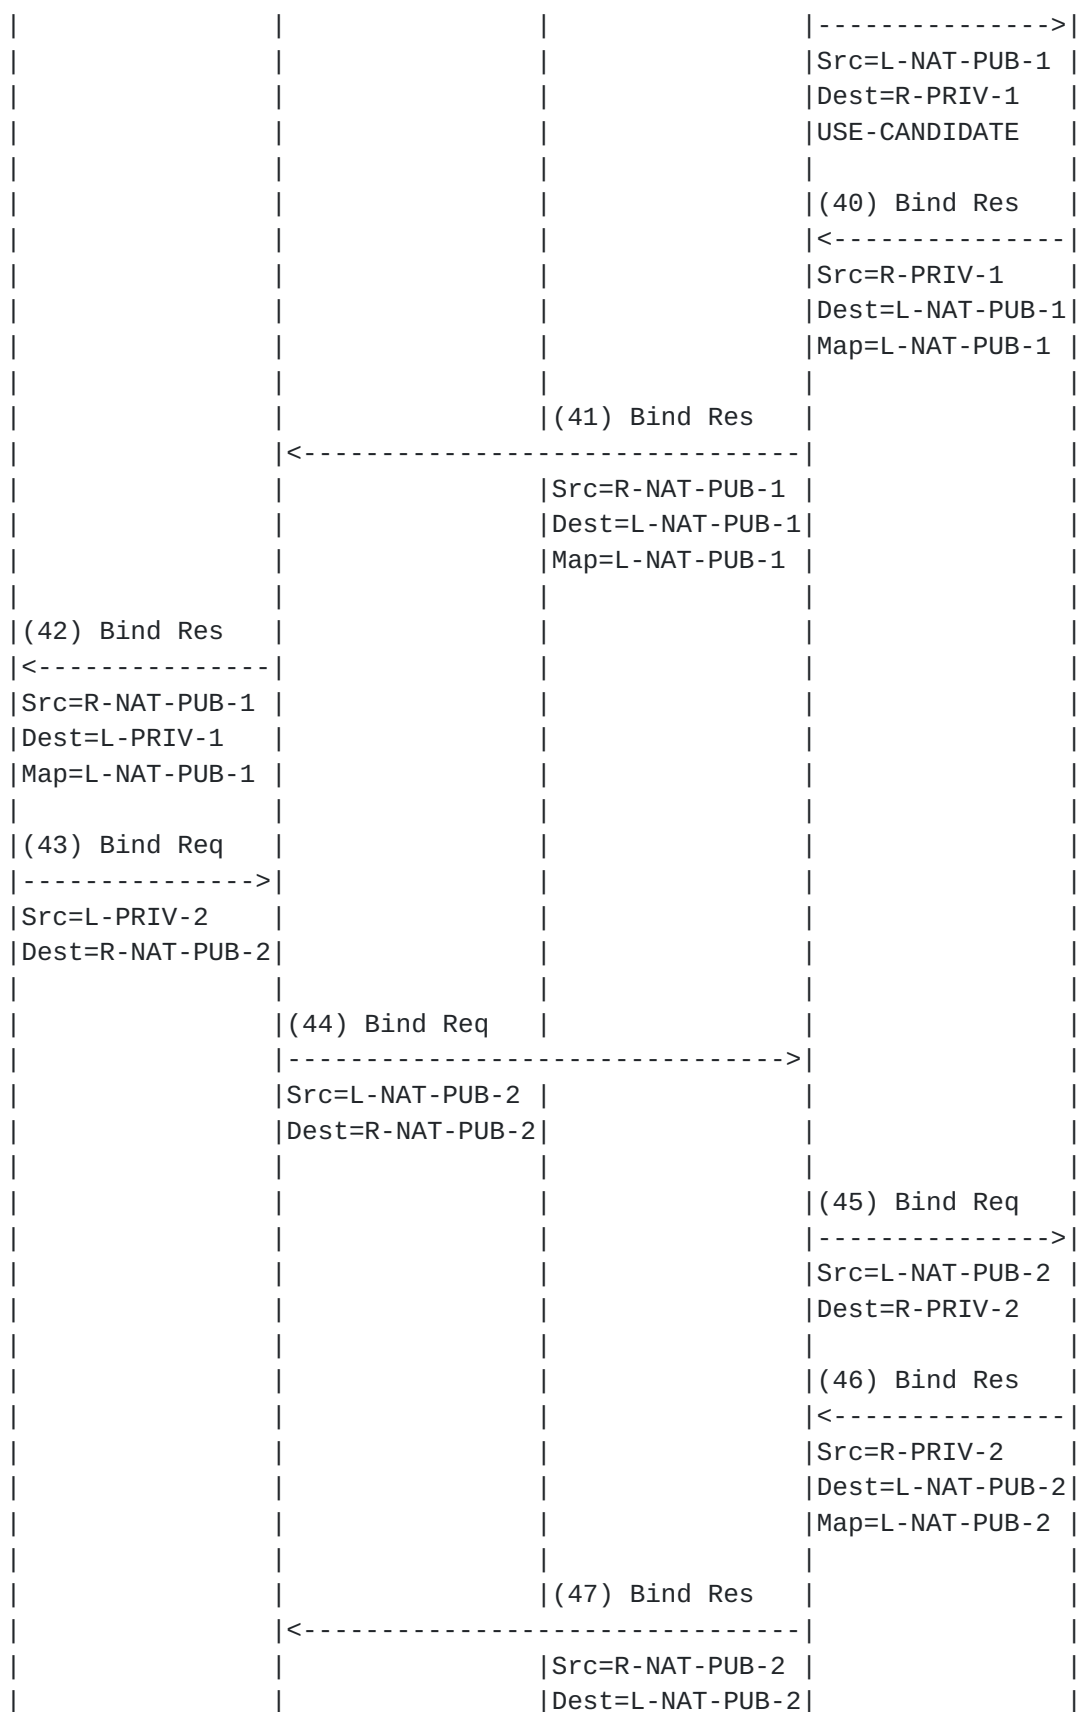 |                |                |                |--------------->|
|                |                |                |Src=L-NAT-PUB-1 |
|                |                |                |Dest=R-PRIV-1   |
|                |                |                |USE-CANDIDATE   |
|                |                |                |                |
|                |                |                |(40) Bind Res   |
|                |                |                |<---------------|
|                |                |                |Src=R-PRIV-1    |
|                |                |                |Dest=L-NAT-PUB-1|
|                |                |                |Map=L-NAT-PUB-1 |
|                |                |                |                |
|                |                |(41) Bind Res   |                |
|                |<--------------------------------|                |
|                |                |Src=R-NAT-PUB-1 |                |
|                |                |Dest=L-NAT-PUB-1|                |
|                |                |Map=L-NAT-PUB-1 |                |
|                |                |                |                |
|(42) Bind Res   |                |                |                |
|<---------------|                |                |                |
|Src=R-NAT-PUB-1 |                |                |                |
|Dest=L-PRIV-1   |                |                |                |
|Map=L-NAT-PUB-1 |                |                |                |
|                |                |                |                |
|(43) Bind Req   |                |                |                |
|--------------->|                |                |                |
|Src=L-PRIV-2    |                |                |                |
|Dest=R-NAT-PUB-2|                |                |                |
|                |                |                |                |
|                |(44) Bind Req   |                |                |
|                |-------------------------------->|                |
|                |Src=L-NAT-PUB-2 |                |                |
|                |Dest=R-NAT-PUB-2|                |                |
|                |                |                |                |
|                |                |                |(45) Bind Req   |
|                |                |                |--------------->|
|                |                |                |Src=L-NAT-PUB-2 |
|                |                |                |Dest=R-PRIV-2   |
|                |                |                |                |
|                |                |                |(46) Bind Res   |
|                |                |                |<---------------|
|                |                |                |Src=R-PRIV-2    |
|                |                |                |Dest=L-NAT-PUB-2|
|                |                |                |Map=L-NAT-PUB-2 |
|                |                |                |                |
|                |                |(47) Bind Res   |                |
|                |<--------------------------------|                |
|                |                |Src=R-NAT-PUB-2 |                |
|                |                |Dest=L-NAT-PUB-2|                |